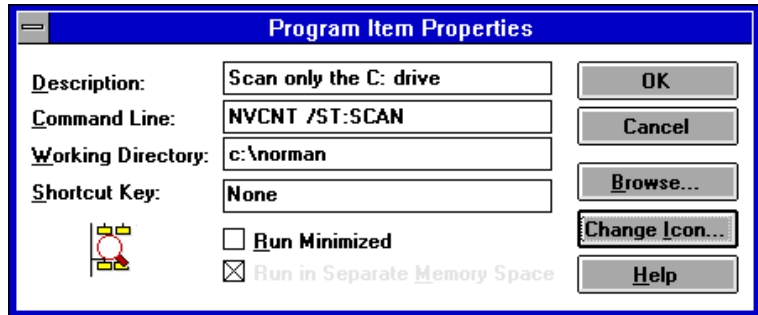 Program Item Properties
Description: Scan only the C: drive OK
Command Line: NVCNT /ST:SCAN Cancel
Working Directory: c:\norman
Shortcut Key: None Browse...
Run Minimized Change Icon...
Run in Separate Memory Space Help